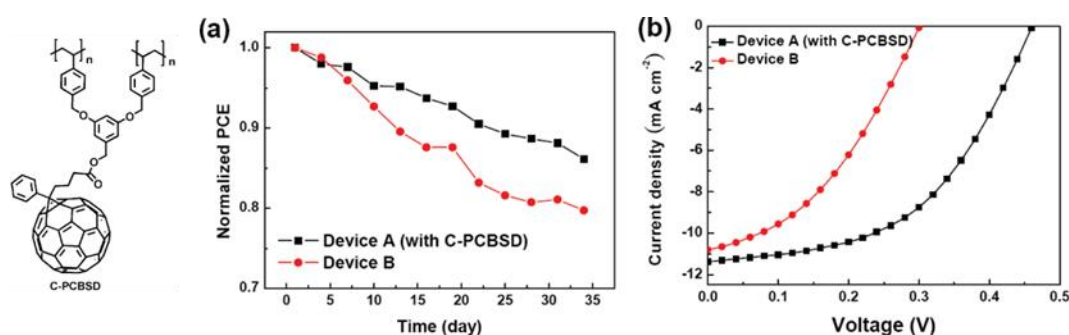 n
n
O
O
O
O
C-PCBSD
(a)
Normalized PCE
1.0
0.9
0.8
0.7
Device A (with C-PCBSD)
Device B
0 5 10 15 20 25 30 35
Time (day)
(b)
Current density (mA cm-2)
0
-2
-4
-6
-8
-10
-12
Device A (with C-PCBSD)
Device B
0.0 0.1 0.2 0.3 0.4 0.5
Voltage (V)